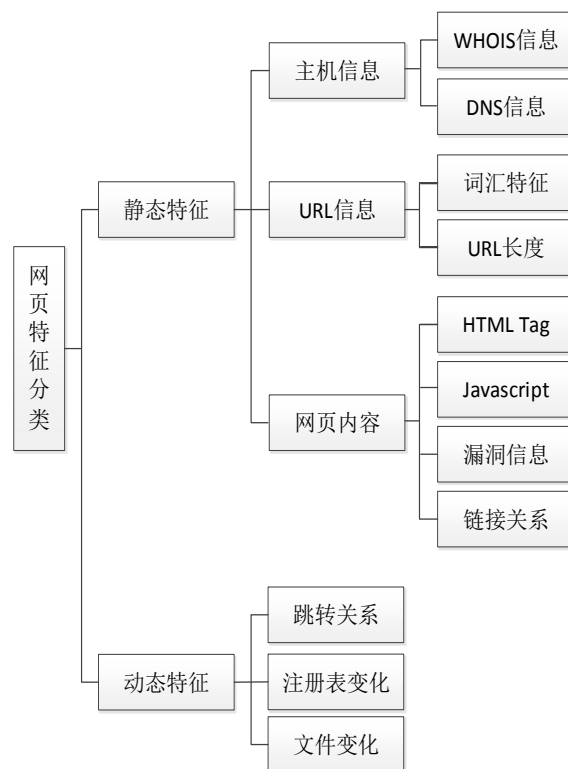 网页特征分类
静态特征
主机信息
WHOIS信息
DNS信息
URL信息
词汇特征
URL长度
网页内容
HTML Tag
Javascript
漏洞信息
链接关系
动态特征
跳转关系
注册表变化
文件变化